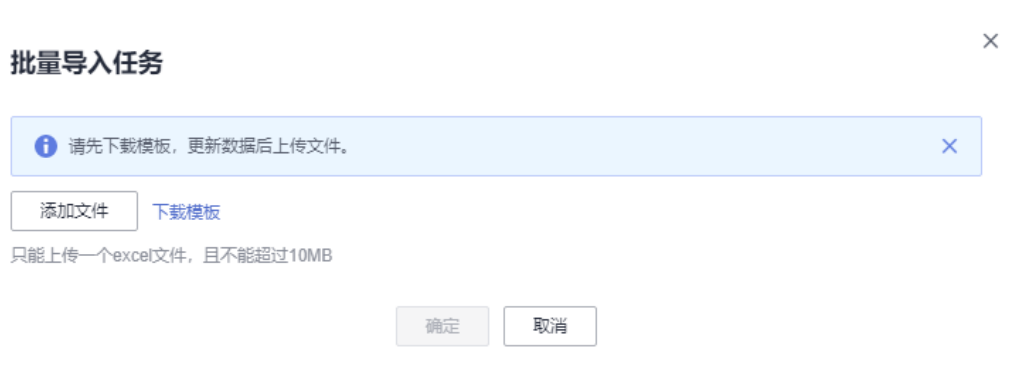 批量导入任务
请先下载模板，更新数据后上传文件。
添加文件 下载模板
只能上传一个excel文件，且不能超过10MB
确定 取消